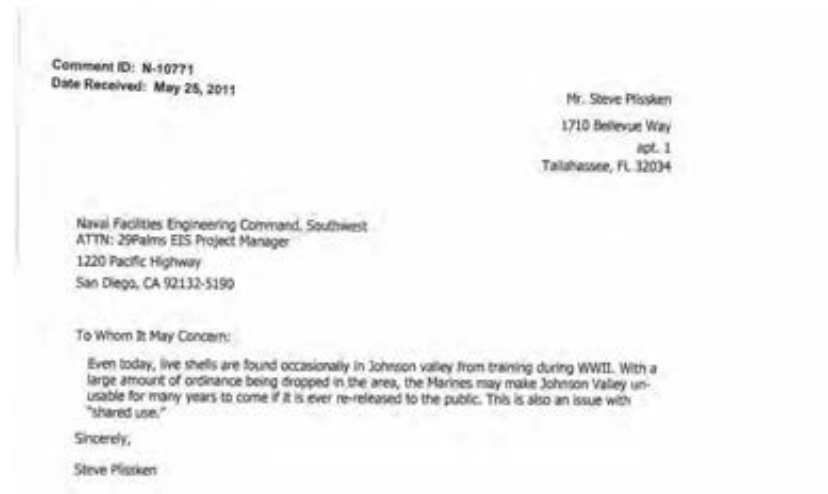 Comment ID: N-10771
Date Received: May 25, 2011
Mr. Steve Plissken
1710 Bellevue Way
apt. 1
Tallahassee, FL 32034
Naval Facilities Engineering Command, Southwest
ATTN: 29Palms EIS Project Manager
1220 Pacific Highway
San Diego, CA 92132-5190
To Whom It May Concern:
Even today, live shells are found occasionally in Johnson valley from training during WWII. With a
large amount of ordinance being dropped in the area, the Marines may make Johnson Valley un-
usable for many years to come if it is ever re-released to the public. This is also an issue with
"shared use."
Sincerely,
Steve Plissken